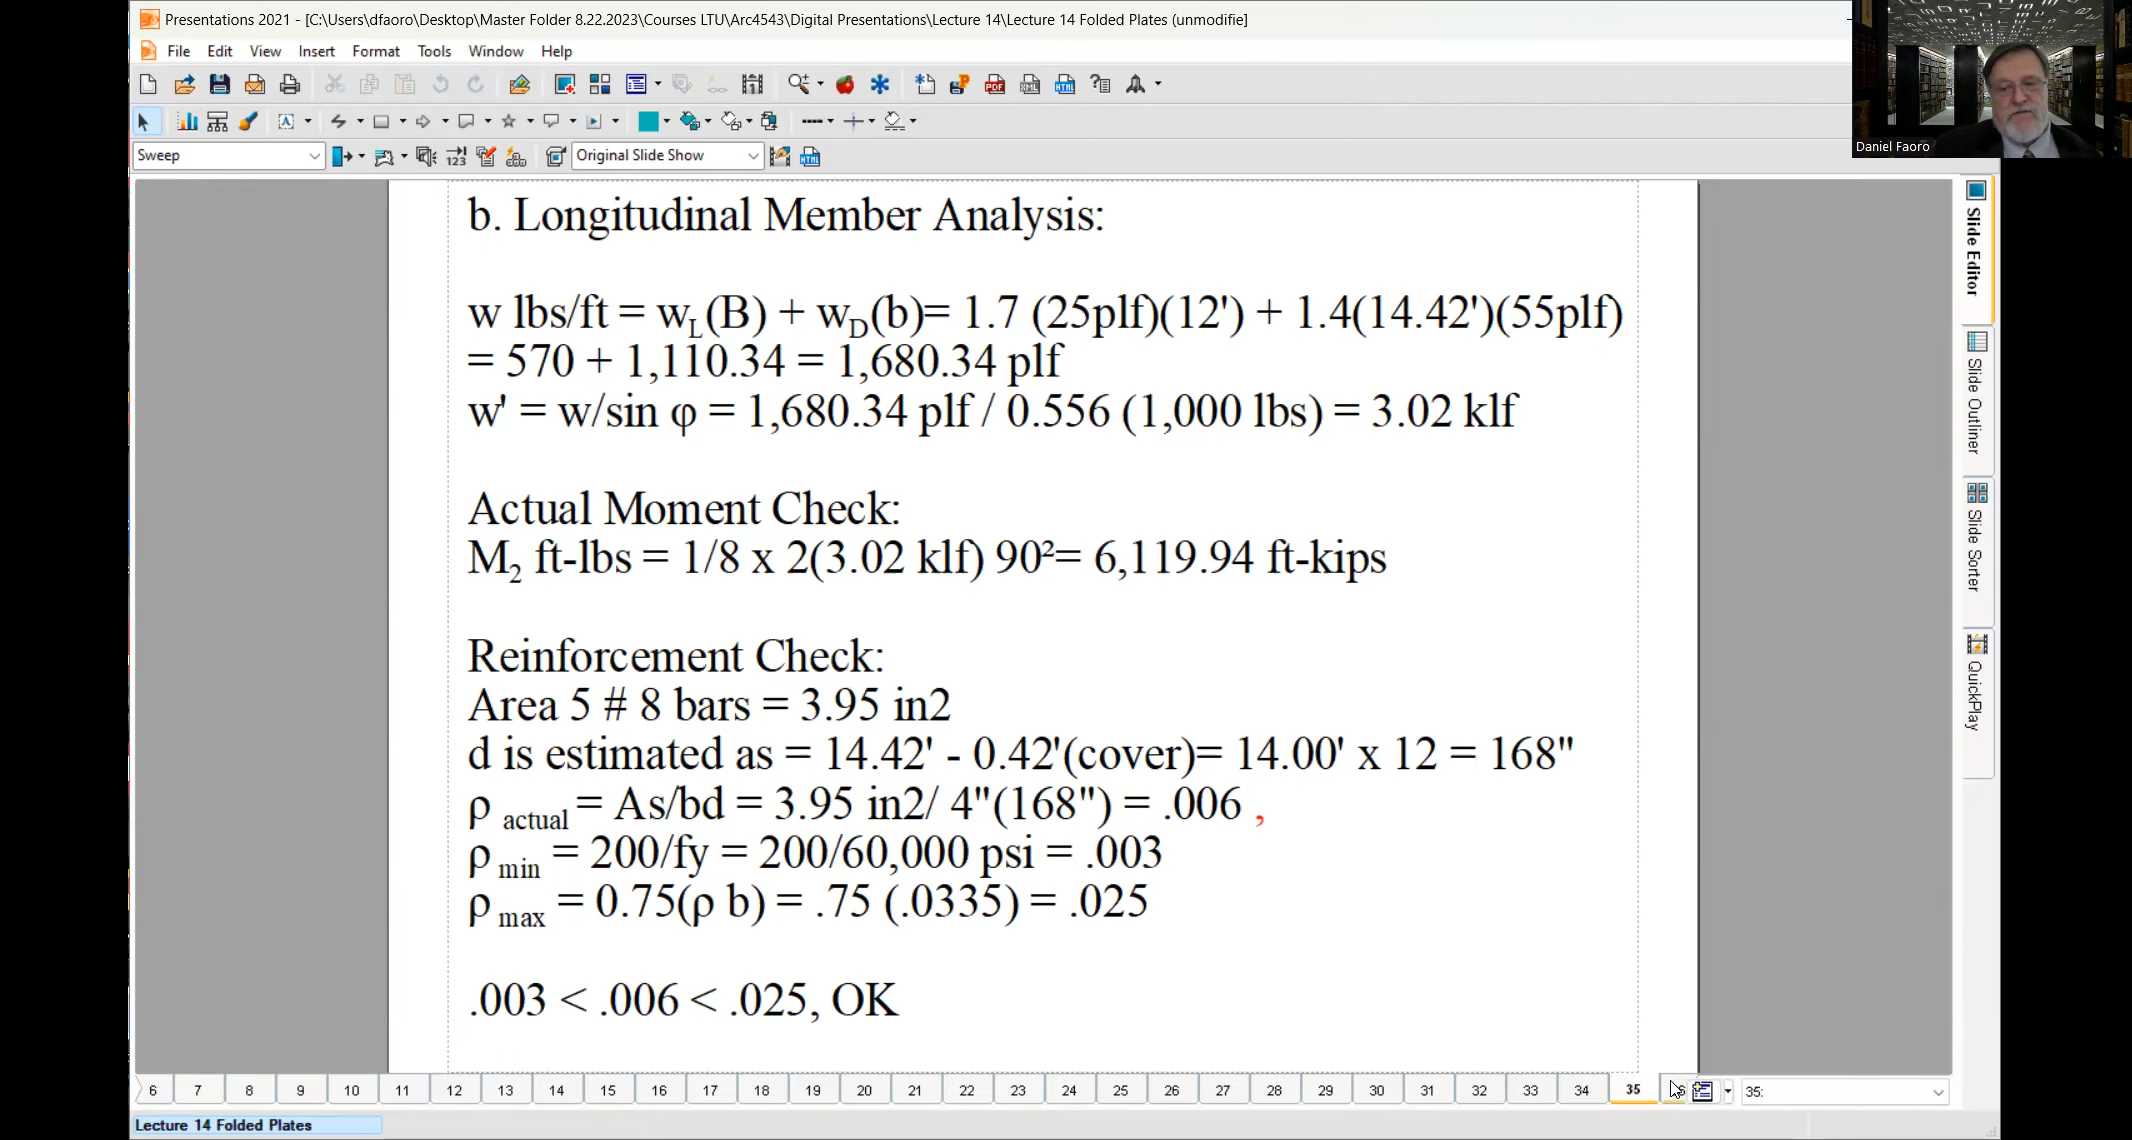 Presentations 2021 - [C:\Users\dfaoro\Desktop\Master Folder 8.22.2023\Courses LTU\Arc4543\Digital Presentations\Lecture 14\Lecture 14 Folded Plates (unmodifie]
File Edit View Insert Format Tools Window Help
Daniel Faoro
Sweep
Original Slide Show
b. Longitudinal Member Analysis:
w lbs/ft = wL(B) + wD(b)= 1.7 (25plf)(12') + 1.4(14.42')(55plf)
= 570 + 1,110.34 = 1,680.34 plf
w' = w/sin φ = 1,680.34 plf / 0.556 (1,000 lbs) = 3.02 klf
Actual Moment Check:
M2 ft-lbs = 1/8 x 2(3.02 klf) 90²= 6,119.94 ft-kips
Reinforcement Check:
Area 5 # 8 bars = 3.95 in2
d is estimated as = 14.42' - 0.42'(cover)= 14.00' x 12 = 168"
ρ actual = As/bd = 3.95 in2/ 4"(168") = .006 ,
ρ min = 200/fy = 200/60,000 psi = .003
ρ max = 0.75(ρ b) = .75 (.0335) = .025
.003 < .006 < .025, OK
Slide Editor
Slide Outliner
Slide Sorter
QuickPlay
6 7 8 9 10 11 12 13 14 15 16 17 18 19 20 21 22 23 24 25 26 27 28 29 30 31 32 33 34 35
35:
Lecture 14 Folded Plates